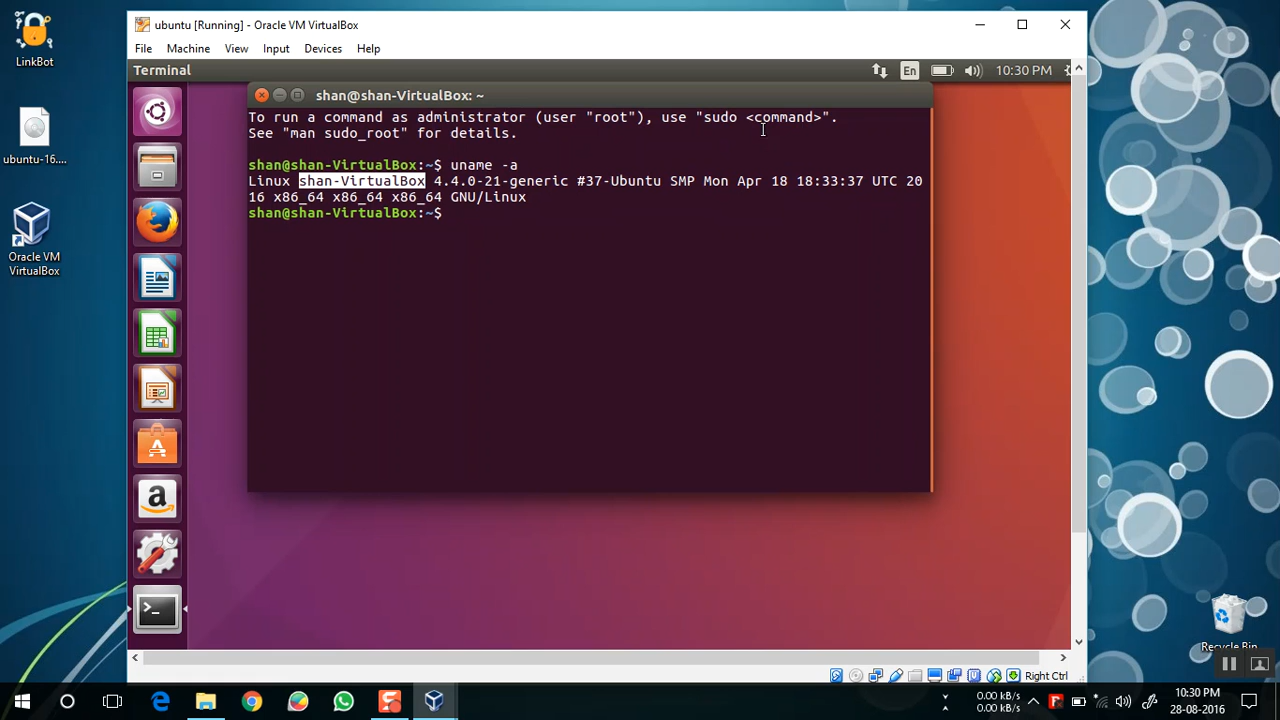 LinkBot
ubuntu-16....
Oracle VM
VirtualBox
ubuntu [Running] - Oracle VM VirtualBox
File Machine View Input Devices Help
Terminal
En
10:30 PM
shan@shan-VirtualBox: ~
To run a command as administrator (user "root"), use "sudo <command>".
See "man sudo_root" for details.
shan@shan-VirtualBox:~$ uname -a
Linux shan-VirtualBox 4.4.0-21-generic #37-Ubuntu SMP Mon Apr 18 18:33:37 UTC 20
16 x86_64 x86_64 x86_64 GNU/Linux
shan@shan-VirtualBox:~$
Recycle Bin
Right Ctrl
0.00 kB/s
0.00 kB/s
10:30 PM
28-08-2016